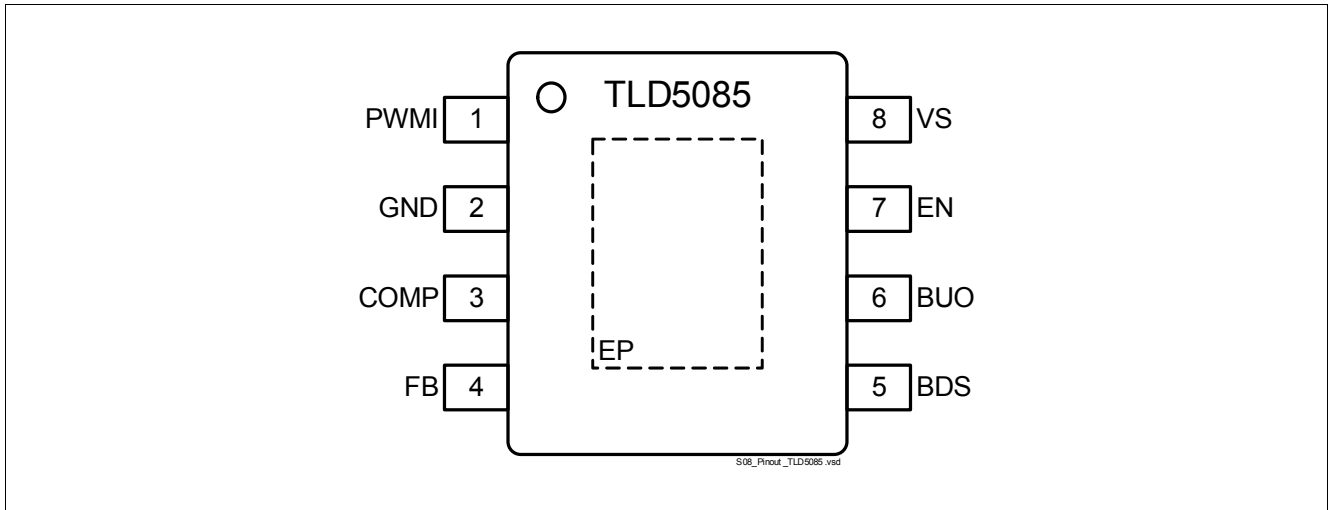 TLD5085
PWMI 1
8 VS
GND 2
7 EN
COMP 3
6 BUO
EP
FB 4
5 BDS
S08_Pinout_TLD5085.vsd